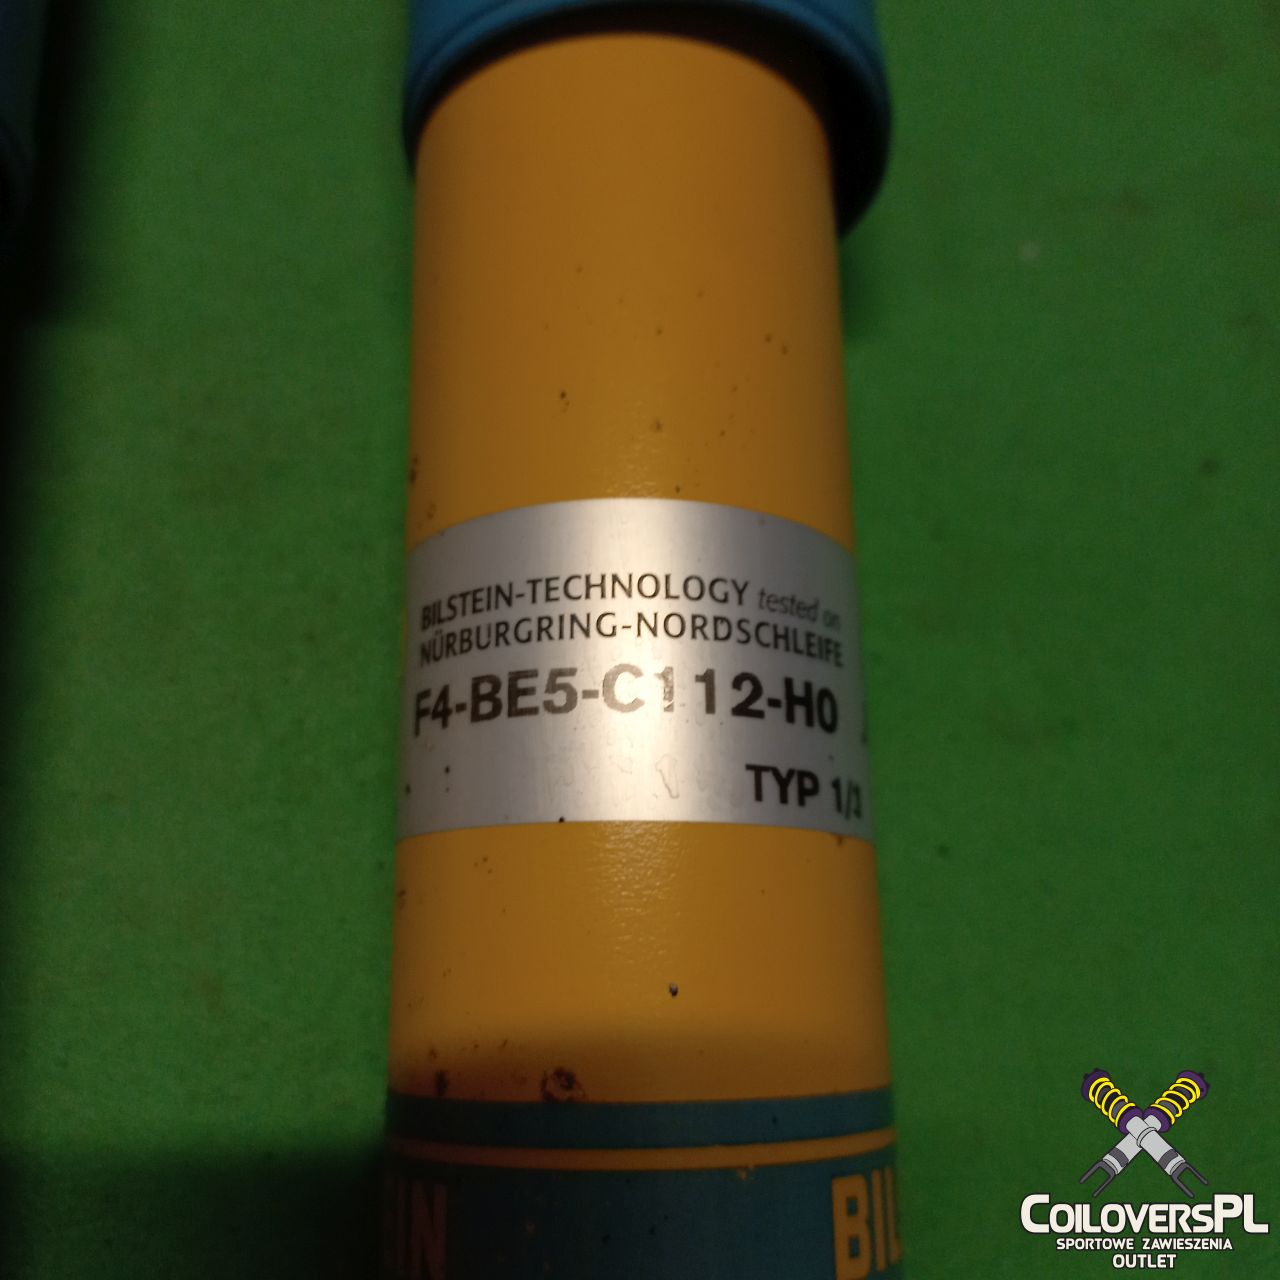 BILSTEIN-TECHNOLOGY tested on
NÜRBURGRING-NORDSCHLEIFE
F4-BE5-C112-H0
TYP 1/3
COILOVERSPL
SPORTOWE ZAWIESZENIA
OUTLET